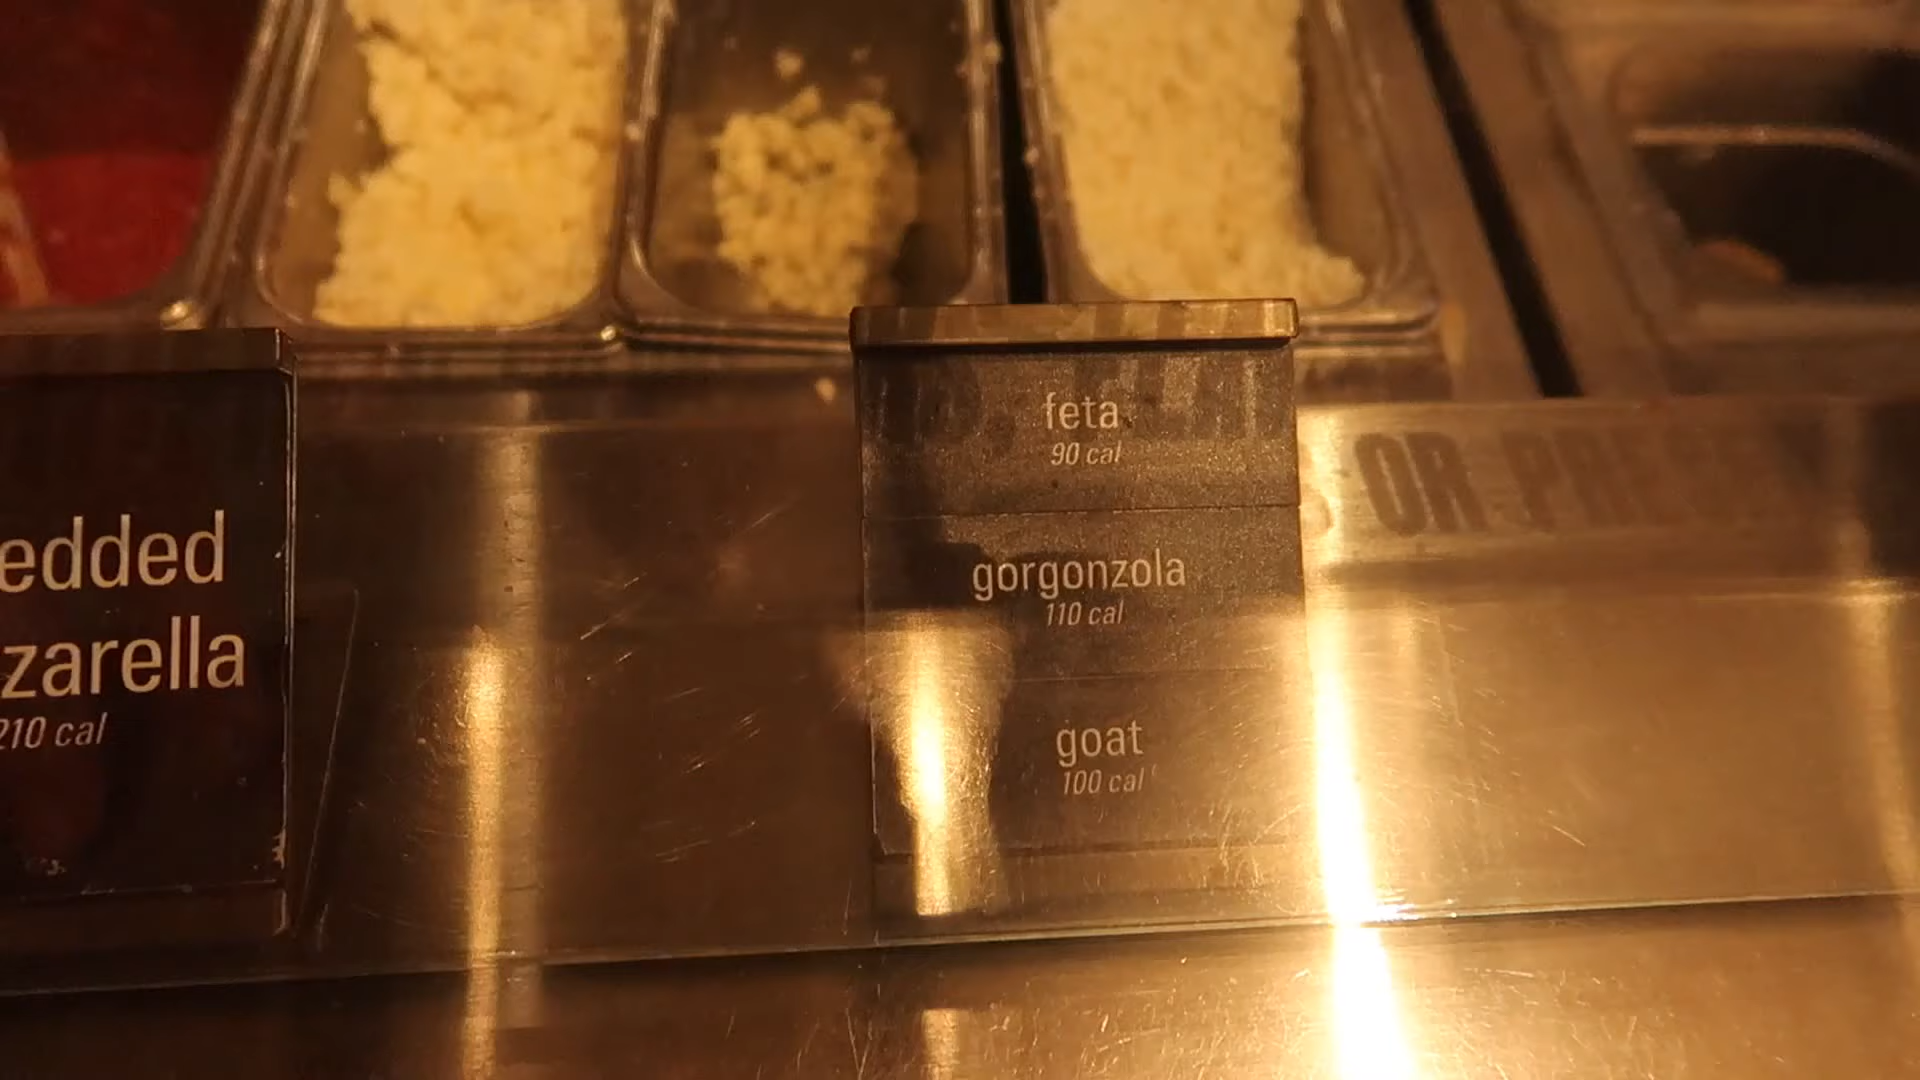 edded
zarella
210 cal
feta
90 cal
gorgonzola
110 cal
goat
100 cal
OR